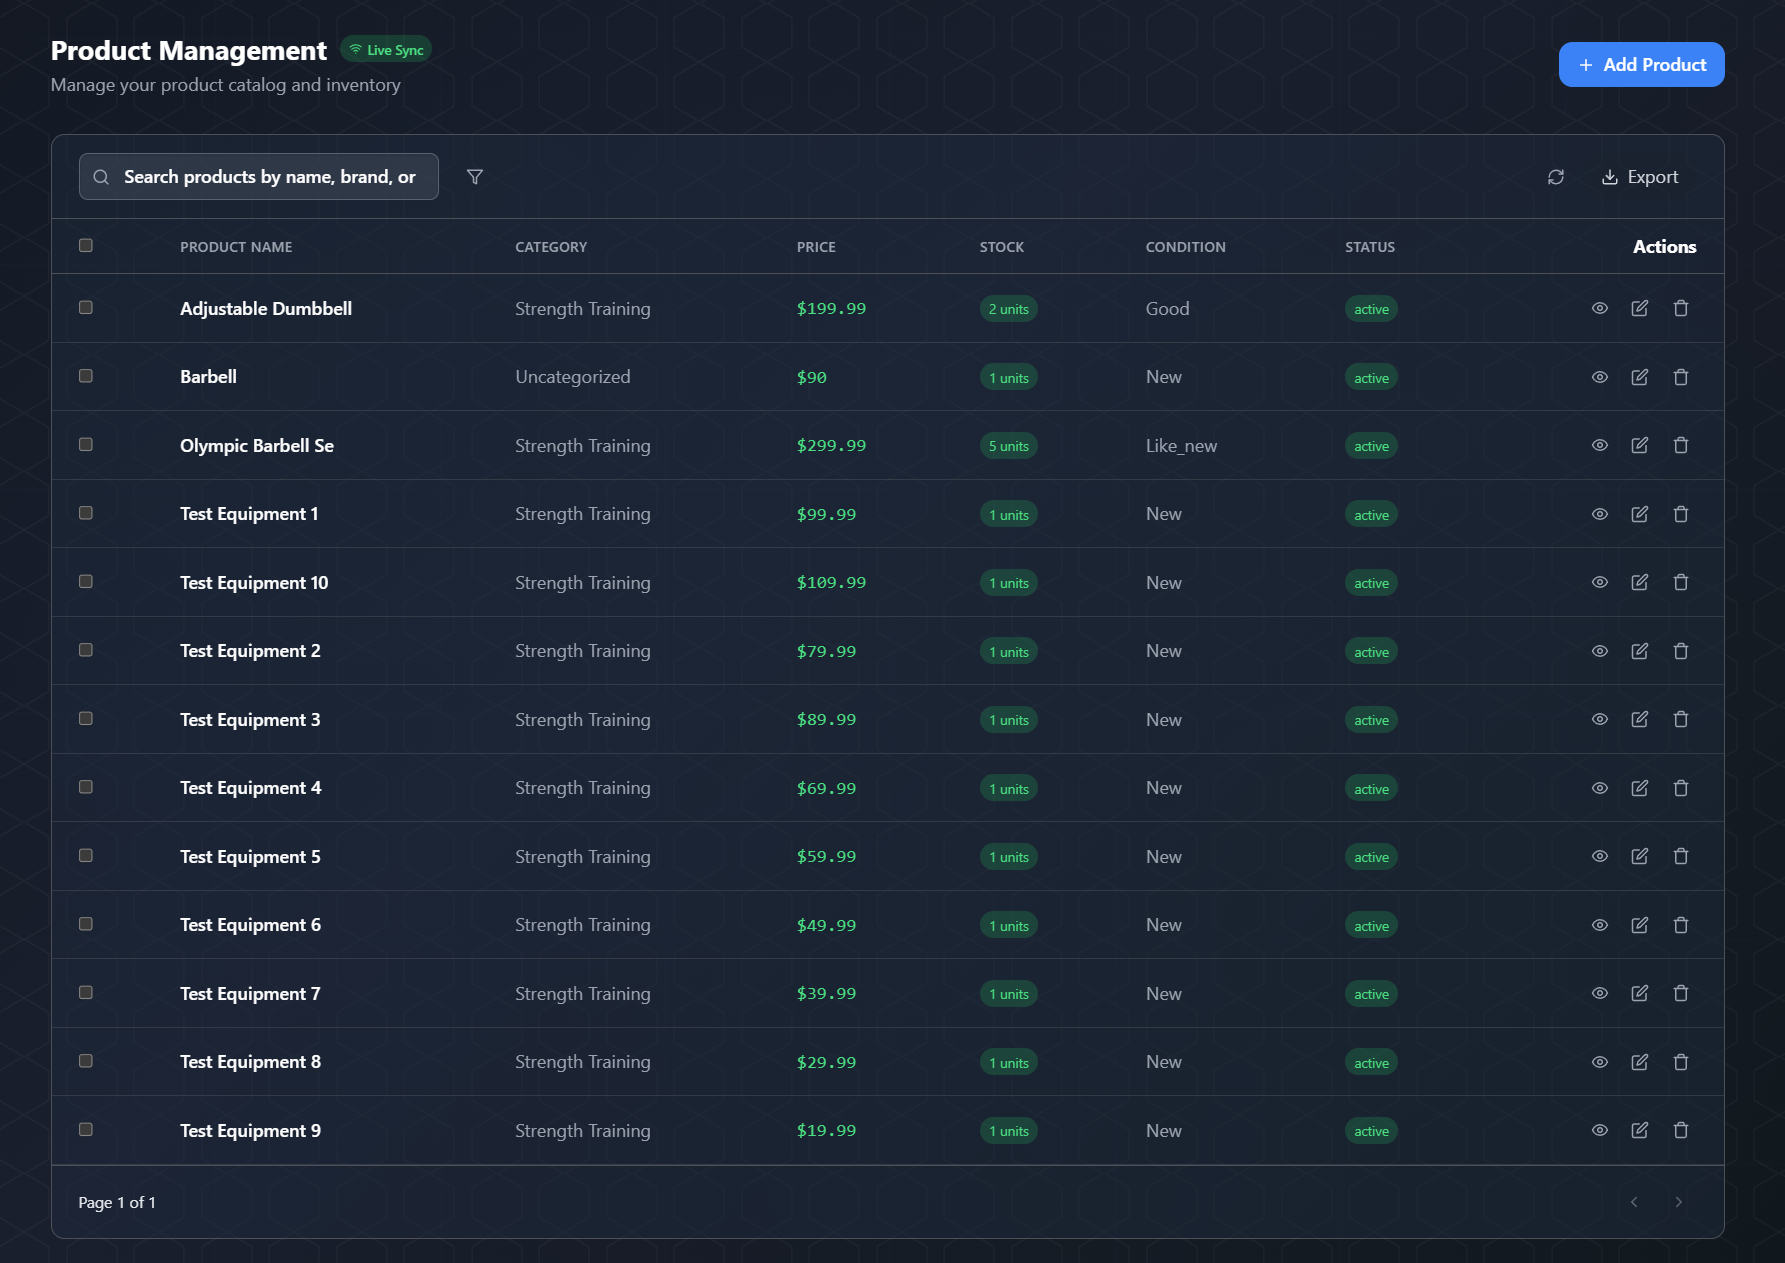 Product Management
Live Sync
Manage your product catalog and inventory
Add Product
Search products by name, brand, or
Export
PRODUCT NAME CATEGORY PRICE STOCK CONDITION STATUS Actions
Adjustable Dumbbell Strength Training $199.99 2 units Good active
Barbell Uncategorized $90 1 units New active
Olympic Barbell Se Strength Training $299.99 5 units Like_new active
Test Equipment 1 Strength Training $99.99 1 units New active
Test Equipment 10 Strength Training $109.99 1 units New active
Test Equipment 2 Strength Training $79.99 1 units New active
Test Equipment 3 Strength Training $89.99 1 units New active
Test Equipment 4 Strength Training $69.99 1 units New active
Test Equipment 5 Strength Training $59.99 1 units New active
Test Equipment 6 Strength Training $49.99 1 units New active
Test Equipment 7 Strength Training $39.99 1 units New active
Test Equipment 8 Strength Training $29.99 1 units New active
Test Equipment 9 Strength Training $19.99 1 units New active
Page 1 of 1